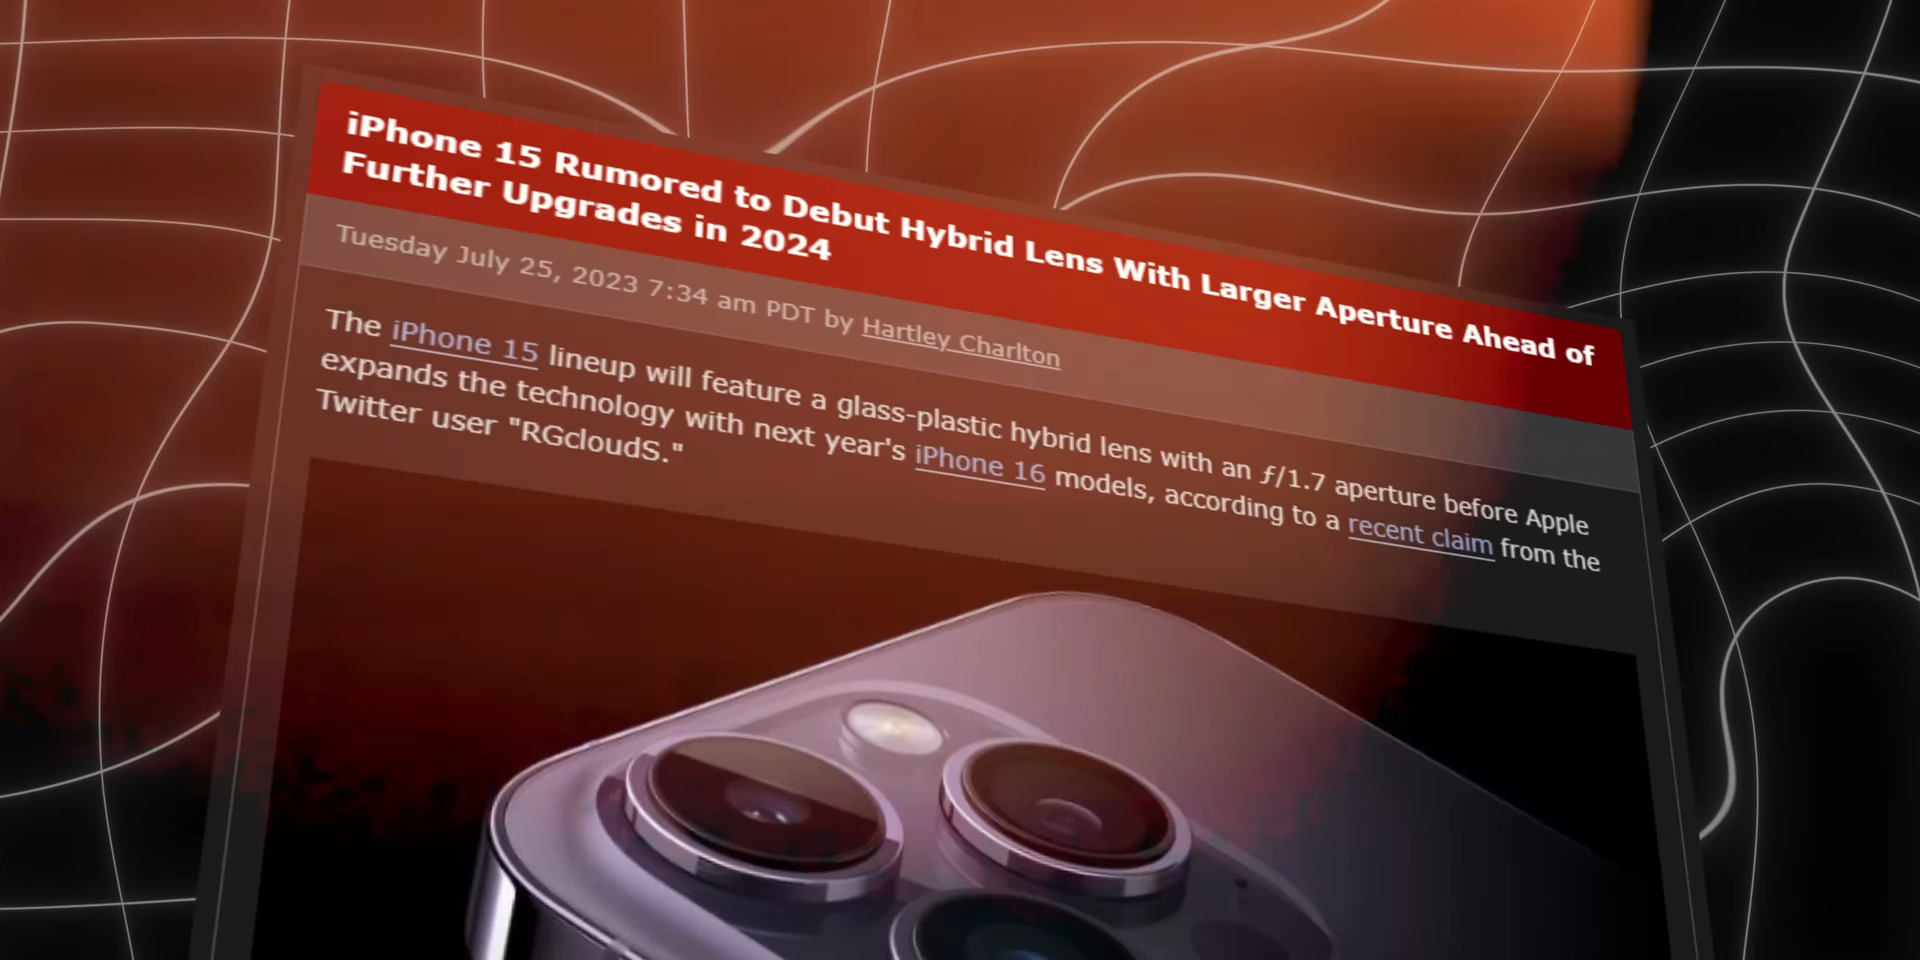 iPhone 15 Rumored to Debut Hybrid Lens With Larger Aperture Ahead of
Further Upgrades in 2024
Tuesday July 25, 2023 7:34 am PDT by Hartley Charlton
The iPhone 15 lineup will feature a glass-plastic hybrid lens with an ƒ/1.7 aperture before Apple
expands the technology with next year's iPhone 16 models, according to a recent claim from the
Twitter user "RGcloudS."